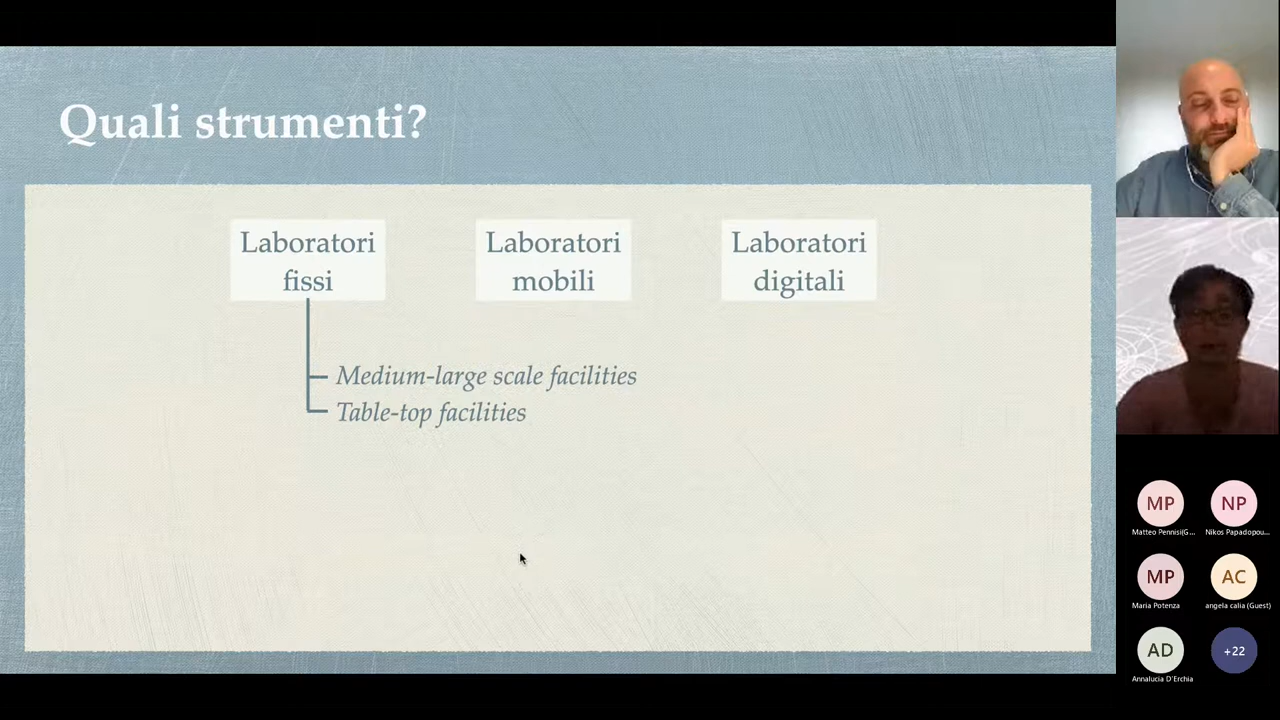 Quali strumenti?
Laboratori
fissi
Laboratori
mobili
Laboratori
digitali
Medium-large scale facilities
Table-top facilities
MP
NP
Matteo Pennisi(G...
Nikos Papadopou...
MP
AC
Maria Potenza
angela calia (Guest)
AD
+22
Annalucia D'Erchia